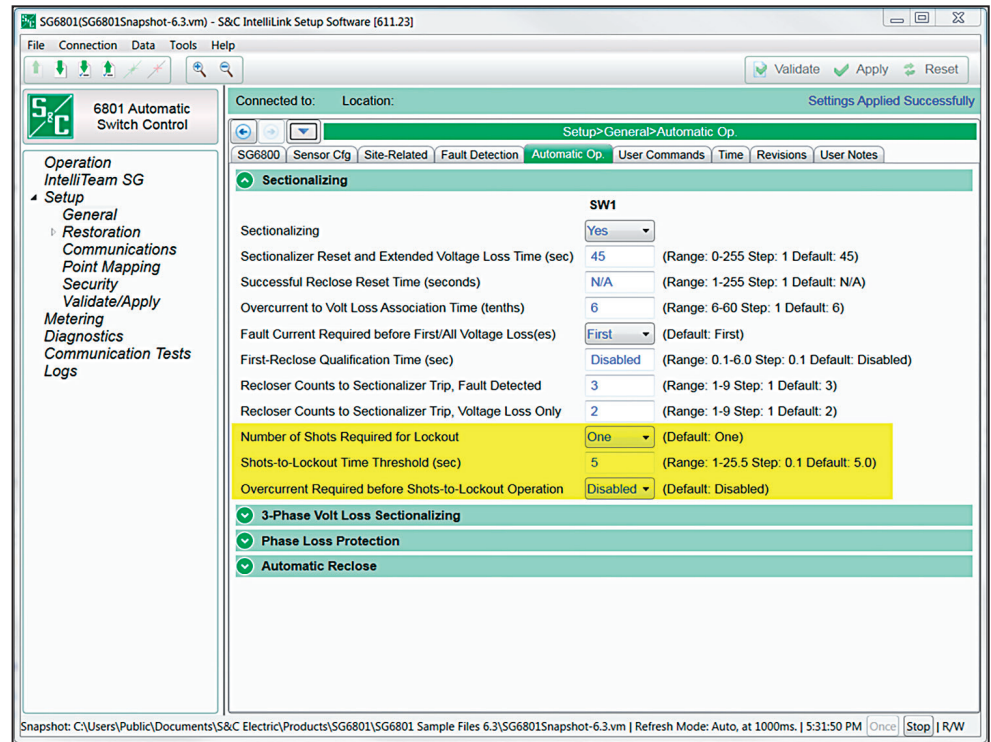 SG6801(SG6801Snapshot-6.3.vm) - S&C IntelliLink Setup Software [611.23]
File Connection Data Tools Help
Validate Apply Reset
S&C
6801 Automatic
Switch Control
Connected to: Location: Settings Applied Successfully
Setup>General>Automatic Op.
SG6800 Sensor Cfg Site-Related Fault Detection Automatic Op. User Commands Time Revisions User Notes
Operation
IntelliTeam SG
Setup
General
Restoration
Communications
Point Mapping
Security
Validate/Apply
Metering
Diagnostics
Communication Tests
Logs
Sectionalizing
SW1
Sectionalizing Yes
Sectionalizer Reset and Extended Voltage Loss Time (sec) 45 (Range: 0-255 Step: 1 Default: 45)
Successful Reclose Reset Time (seconds) N/A (Range: 1-255 Step: 1 Default: N/A)
Overcurrent to Volt Loss Association Time (tenths) 6 (Range: 6-60 Step: 1 Default: 6)
Fault Current Required before First/All Voltage Loss(es) First (Default: First)
First-Reclose Qualification Time (sec) Disabled (Range: 0.1-6.0 Step: 0.1 Default: Disabled)
Recloser Counts to Sectionalizer Trip, Fault Detected 3 (Range: 1-9 Step: 1 Default: 3)
Recloser Counts to Sectionalizer Trip, Voltage Loss Only 2 (Range: 1-9 Step: 1 Default: 2)
Number of Shots Required for Lockout One (Default: One)
Shots-to-Lockout Time Threshold (sec) 5 (Range: 1-25.5 Step: 0.1 Default: 5.0)
Overcurrent Required before Shots-to-Lockout Operation Disabled (Default: Disabled)
3-Phase Volt Loss Sectionalizing
Phase Loss Protection
Automatic Reclose
Snapshot: C:\Users\Public\Documents\S&C Electric\Products\SG6801\SG6801 Sample Files 6.3\SG6801Snapshot-6.3.vm | Refresh Mode: Auto, at 1000ms. | 5:31:50 PM Once Stop | R/W